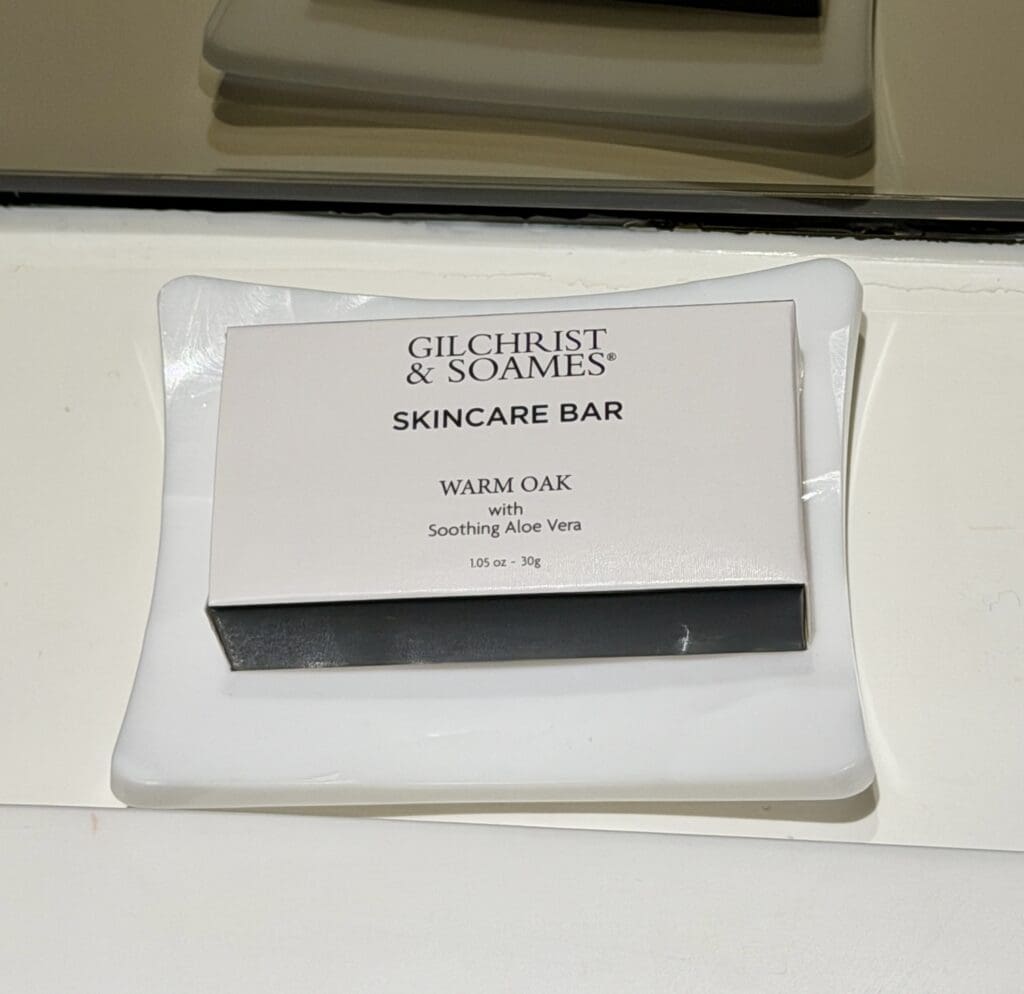 GILCHRIST
& SOAMES®
SKINCARE BAR
WARM OAK
with
Soothing Aloe Vera
1.05 oz - 30g